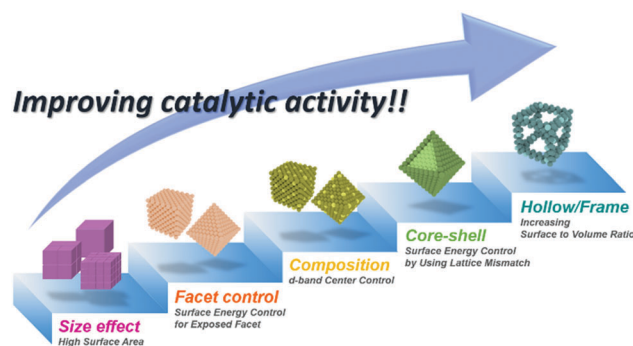 Improving catalytic activity!!
Size effect
High Surface Area
Facet control
Surface Energy Control
for Exposed Facet
Composition
d-band Center Control
Core-shell
Surface Energy Control
by Using Lattice Mismatch
Hollow/Frame
Increasing
Surface to Volume Ratio